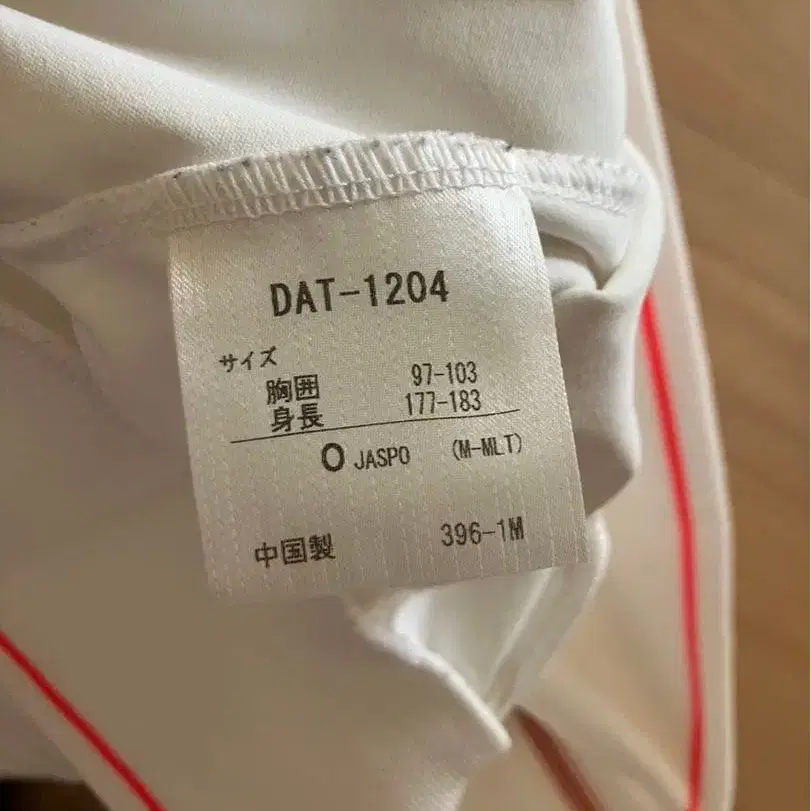 DAT-1204
サイズ
胸囲 97-103
身長 177-183
O JASPO (M-MLT)
中国製 396-1M